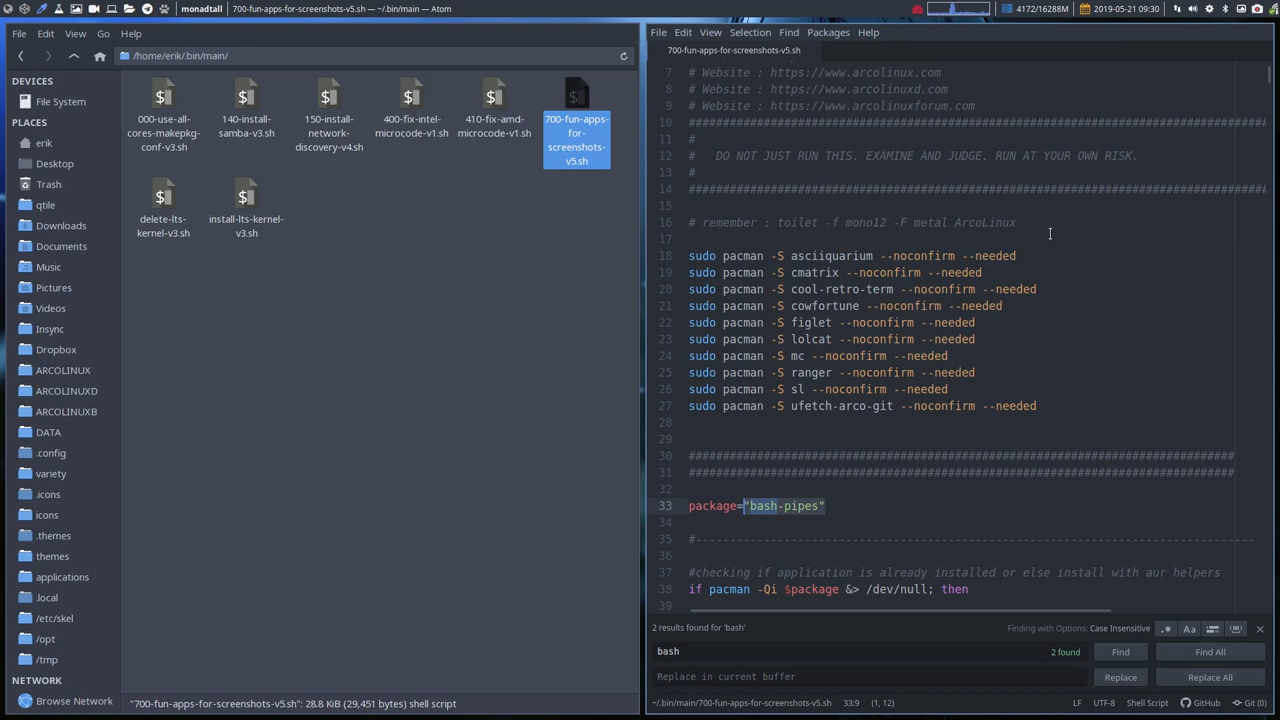 monadtall
700-fun-apps-for-screenshots-v5.sh — ~/.bin/main — Atom
4172/16288M
2019-05-21 09:30
File Edit View Go Help
/home/erik/.bin/main/
DEVICES
File System
PLACES
erik
Desktop
Trash
qtile
Downloads
Documents
Music
Pictures
Videos
Insync
Dropbox
ARCOLINUX
ARCOLINUXD
ARCOLINUXB
DATA
.config
variety
.icons
icons
.themes
themes
applications
.local
/etc/skel
/opt
/tmp
NETWORK
Browse Network
000-use-all-
cores-makepkg-
conf-v3.sh
140-install-
samba-v3.sh
150-install-
network-
discovery-v4.sh
400-fix-intel-
microcode-v1.sh
410-fix-amd-
microcode-v1.sh
700-fun-apps-
for-
screenshots-
v5.sh
delete-lts-
kernel-v3.sh
install-lts-kernel-
v3.sh
"700-fun-apps-for-screenshots-v5.sh": 28.8 KiB (29,451 bytes) shell script
File Edit View Selection Find Packages Help
700-fun-apps-for-screenshots-v5.sh
7 # Website : https://www.arcolinux.com
8 # Website : https://www.arcolinuxd.com
9 # Website : https://www.arcolinuxforum.com
10 #####################################################################################
11 #
12 #   DO NOT JUST RUN THIS. EXAMINE AND JUDGE. RUN AT YOUR OWN RISK.
13 #
14 #####################################################################################
15
16 # remember : toilet -f mono12 -F metal ArcoLinux
17
18 sudo pacman -S asciiquarium --noconfirm --needed
19 sudo pacman -S cmatrix --noconfirm --needed
20 sudo pacman -S cool-retro-term --noconfirm --needed
21 sudo pacman -S cowfortune --noconfirm --needed
22 sudo pacman -S figlet --noconfirm --needed
23 sudo pacman -S lolcat --noconfirm --needed
24 sudo pacman -S mc --noconfirm --needed
25 sudo pacman -S ranger --noconfirm --needed
26 sudo pacman -S sl --noconfirm --needed
27 sudo pacman -S ufetch-arco-git --noconfirm --needed
28
29
30 ################################################################################
31 ################################################################################
32
33 package="bash-pipes"
34
35 #----------------------------------------------------------------------------------
36
37 #checking if application is already installed or else install with aur helpers
38 if pacman -Qi $package &> /dev/null; then
39
2 results found for 'bash'
Finding with Options: Case Insensitive
.* Aa
bash 2 found Find Find All
Replace in current buffer Replace Replace All
~/.bin/main/700-fun-apps-for-screenshots-v5.sh 33:9 (1, 12) LF UTF-8 Shell Script GitHub Git (0)